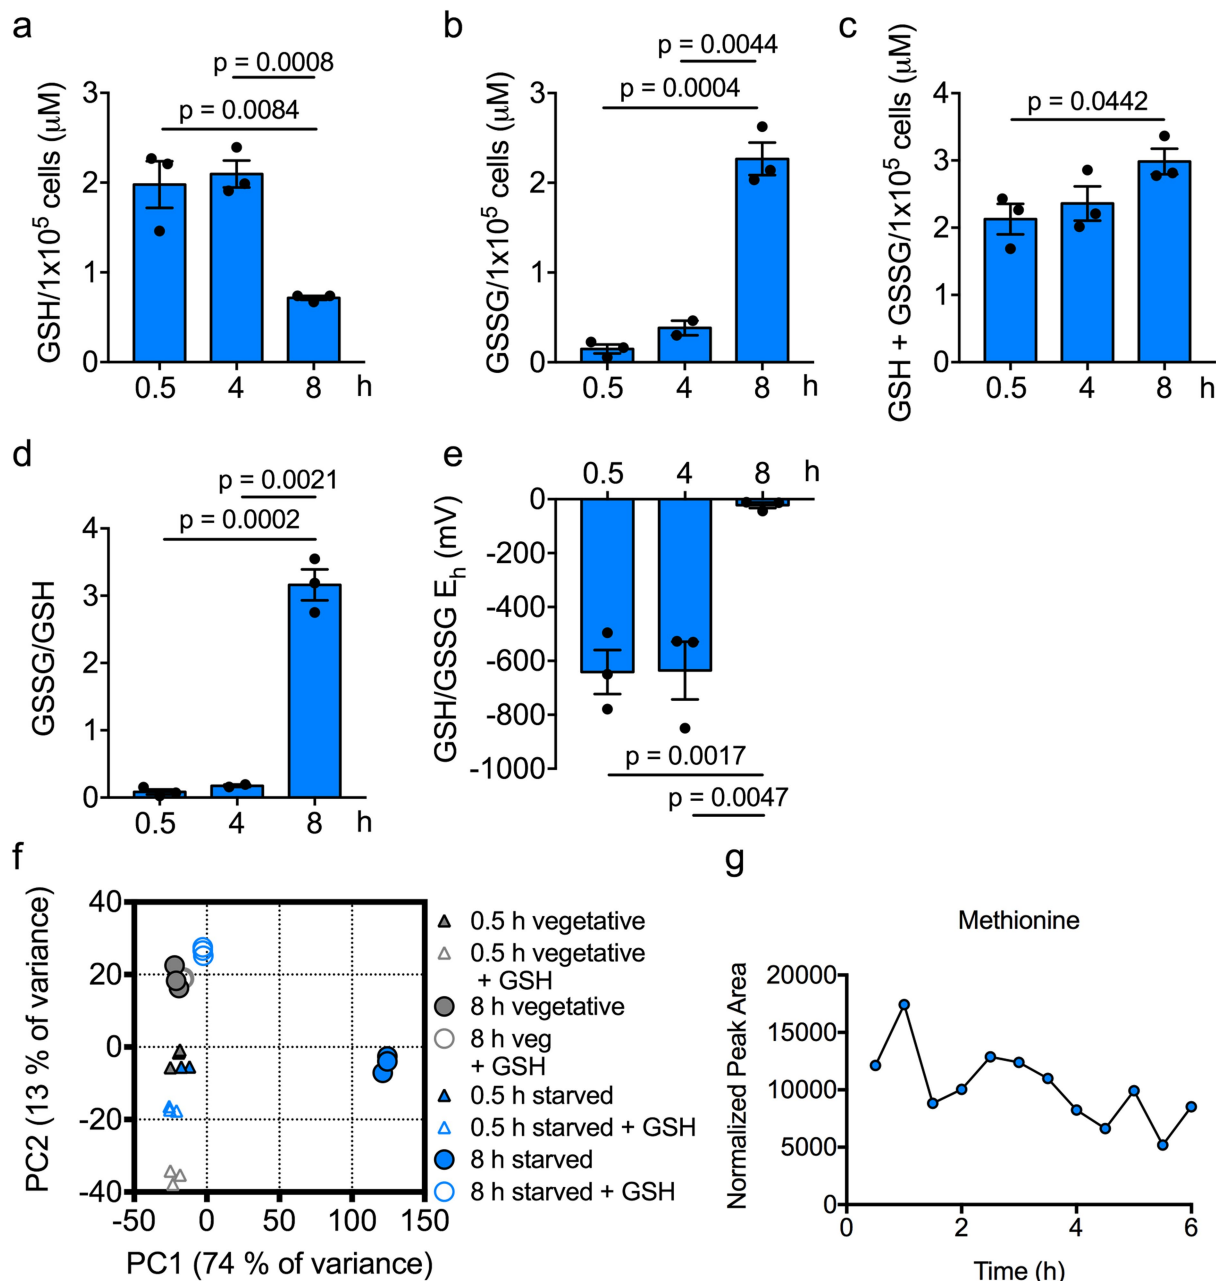 a
p = 0.0008
p = 0.0084
GSH/1x10⁵ cells (μM)
3
2
1
0
0.5 4 8 h
b
p = 0.0044
p = 0.0004
GSSG/1x10⁵ cells (μM)
3
2
1
0
0.5 4 8 h
c
p = 0.0442
GSH + GSSG/1x10⁵ cells (μM)
4
3
2
1
0
0.5 4 8 h
d
p = 0.0021
p = 0.0002
GSSG/GSH
4
3
2
1
0
0.5 4 8 h
e
0.5 4 8 h
GSH/GSSG Eₕ (mV)
0
-200
-400
-600
-800
-1000
p = 0.0017
p = 0.0047
f
PC2 (13 % of variance)
40
20
0
-20
-40
-50 0 50 100 150
PC1 (74 % of variance)
0.5 h vegetative
0.5 h vegetative
+ GSH
8 h vegetative
8 h veg
+ GSH
0.5 h starved
0.5 h starved + GSH
8 h starved
8 h starved + GSH
g
Methionine
Normalized Peak Area
20000
15000
10000
5000
0
0 2 4 6
Time (h)